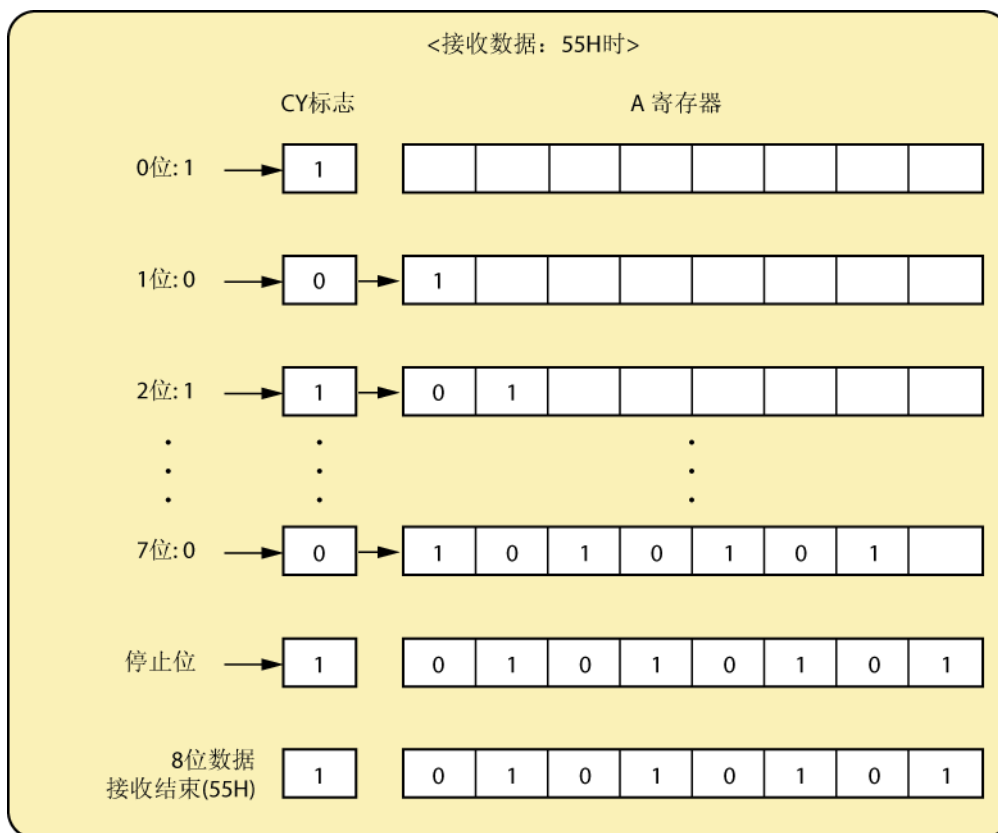 <接收数据：55H时>
CY标志 A 寄存器
0位: 1 1
1位: 0 0 1
2位: 1 1 0 1
7位: 0 0 1 0 1 0 1 0 1
停止位 1 0 1 0 1 0 1 0 1
8位数据
接收结束(55H) 1 0 1 0 1 0 1 0 1